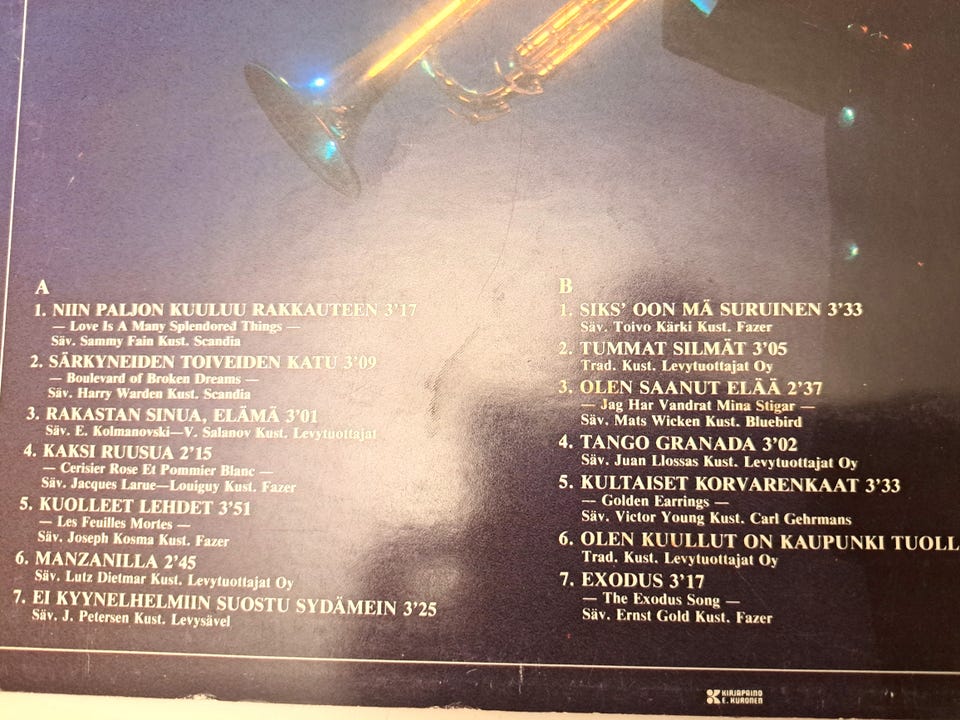 A
1. NIIN PALJON KUULUU RAKKAUTEEN 3'17
— Love Is A Many Splendored Things —
Säv. Sammy Fain Kust. Scandia
2. SÄRKYNEIDEN TOIVEIDEN KATU 3'09
— Boulevard of Broken Dreams —
Säv. Harry Warden Kust. Scandia
3. RAKASTAN SINUA, ELÄMÄ 3'01
Säv. E. Kolmanovski—V. Salanov Kust. Levytuottajat
4. KAKSI RUUSUA 2'15
— Cerisier Rose Et Pommier Blanc —
Säv. Jacques Larue—Louiguy Kust. Fazer
5. KUOLLEET LEHDET 3'51
— Les Feuilles Mortes —
Säv. Joseph Kosma Kust. Fazer
6. MANZANILLA 2'45
Säv. Lutz Dietmar Kust. Levytuottajat Oy
7. EI KYYNELHELMIIN SUOSTU SYDÄMEIN 3'25
Säv. J. Petersen Kust. Levysävel
B
1. SIKS' OON MÄ SURUINEN 3'33
Säv. Toivo Kärki Kust. Fazer
2. TUMMAT SILMÄT 3'05
Trad. Kust. Levytuottajat Oy
3. OLEN SAANUT ELÄÄ 2'37
— Jag Har Vandrat Mina Stigar —
Säv. Mats Wicken Kust. Bluebird
4. TANGO GRANADA 3'02
Säv. Juan Llossas Kust. Levytuottajat Oy
5. KULTAISET KORVARENKAAT 3'33
— Golden Earrings —
Säv. Victor Young Kust. Carl Gehrmans
6. OLEN KUULLUT ON KAUPUNKI TUOLL
Trad. Kust. Levytuottajat Oy
7. EXODUS 3'17
— The Exodus Song —
Säv. Ernst Gold Kust. Fazer
KIRJAPAINO
E. KURONEN